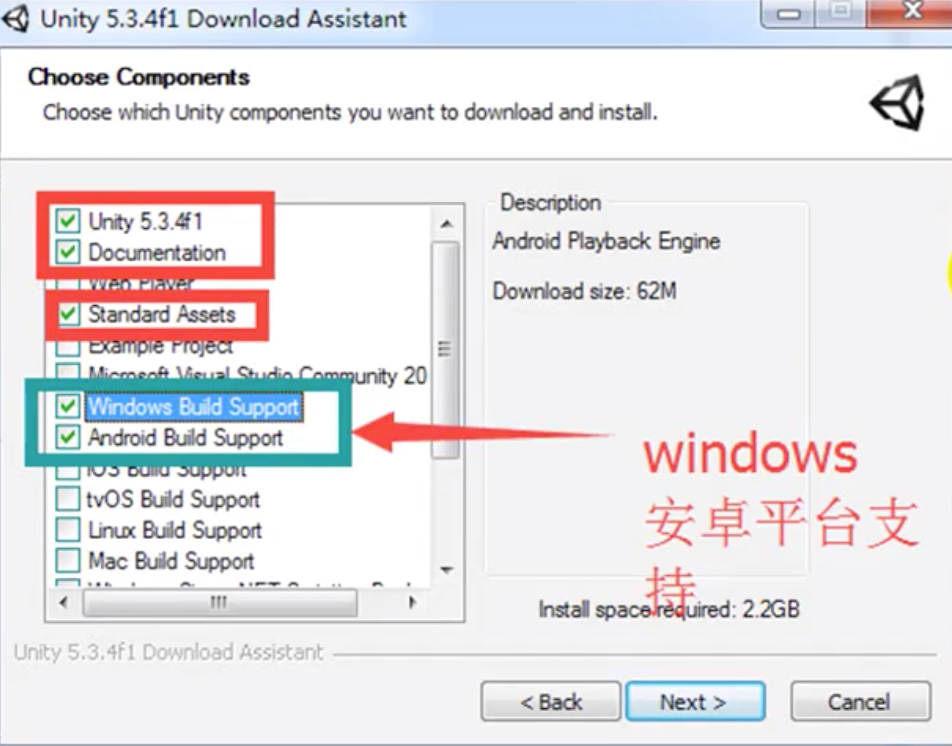 Unity 5.3.4f1 Download Assistant
Choose Components
Choose which Unity components you want to download and install.
Unity 5.3.4f1
Documentation
Web Player
Standard Assets
Example Project
Microsoft Visual Studio Community 20
Windows Build Support
Android Build Support
iOS Build Support
tvOS Build Support
Linux Build Support
Mac Build Support
Description
Android Playback Engine
Download size: 62M
windows
安卓平台支
持
Install space required: 2.2GB
Unity 5.3.4f1 Download Assistant
< Back
Next >
Cancel